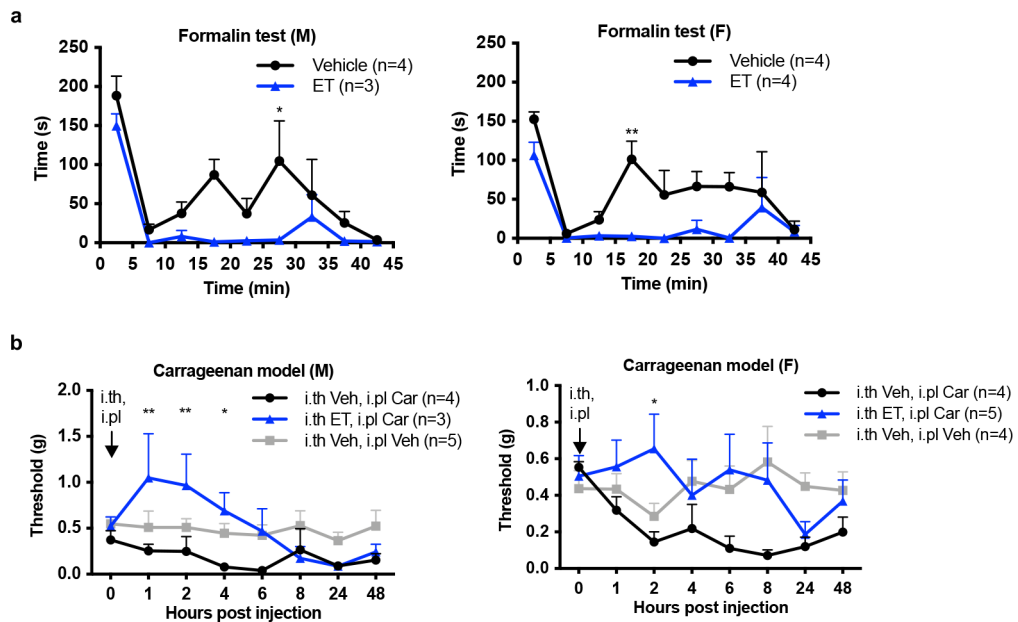 a
Formalin test (M)
250
200
150
100
50
0
Time (s)
Vehicle (n=4)
ET (n=3)
*
0 5 10 15 20 25 30 35 40 45
Time (min)
Formalin test (F)
250
200
150
100
50
0
Time (s)
Vehicle (n=4)
ET (n=4)
**
0 5 10 15 20 25 30 35 40 45
Time (min)
b
Carrageenan model (M)
2.0
1.5
1.0
0.5
0.0
Threshold (g)
i.th,
i.pl
** ** *
i.th Veh, i.pl Car (n=4)
i.th ET, i.pl Car (n=3)
i.th Veh, i.pl Veh (n=5)
0 1 2 4 6 8 24 48
Hours post injection
Carrageenan model (F)
1.0
0.8
0.6
0.4
0.2
0.0
Threshold (g)
i.th,
i.pl
*
i.th Veh, i.pl Car (n=4)
i.th ET, i.pl Car (n=5)
i.th Veh, i.pl Veh (n=4)
0 1 2 4 6 8 24 48
Hours post injection